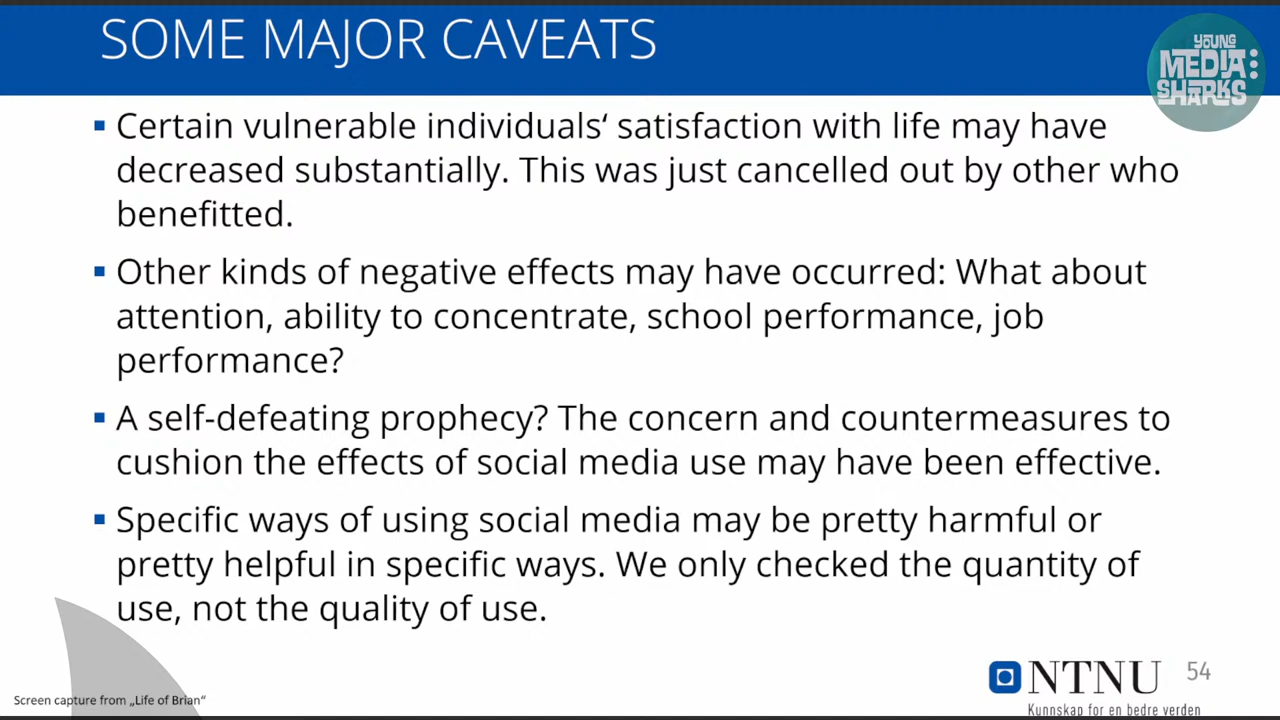 SOME MAJOR CAVEATS
YOUNG
MEDIA:
SHARKS
▪ Certain vulnerable individuals‘ satisfaction with life may have
decreased substantially. This was just cancelled out by other who
benefitted.
▪ Other kinds of negative effects may have occurred: What about
attention, ability to concentrate, school performance, job
performance?
▪ A self-defeating prophecy? The concern and countermeasures to
cushion the effects of social media use may have been effective.
▪ Specific ways of using social media may be pretty harmful or
pretty helpful in specific ways. We only checked the quantity of
use, not the quality of use.
Screen capture from „Life of Brian“
NTNU
Kunnskap for en bedre verden
54